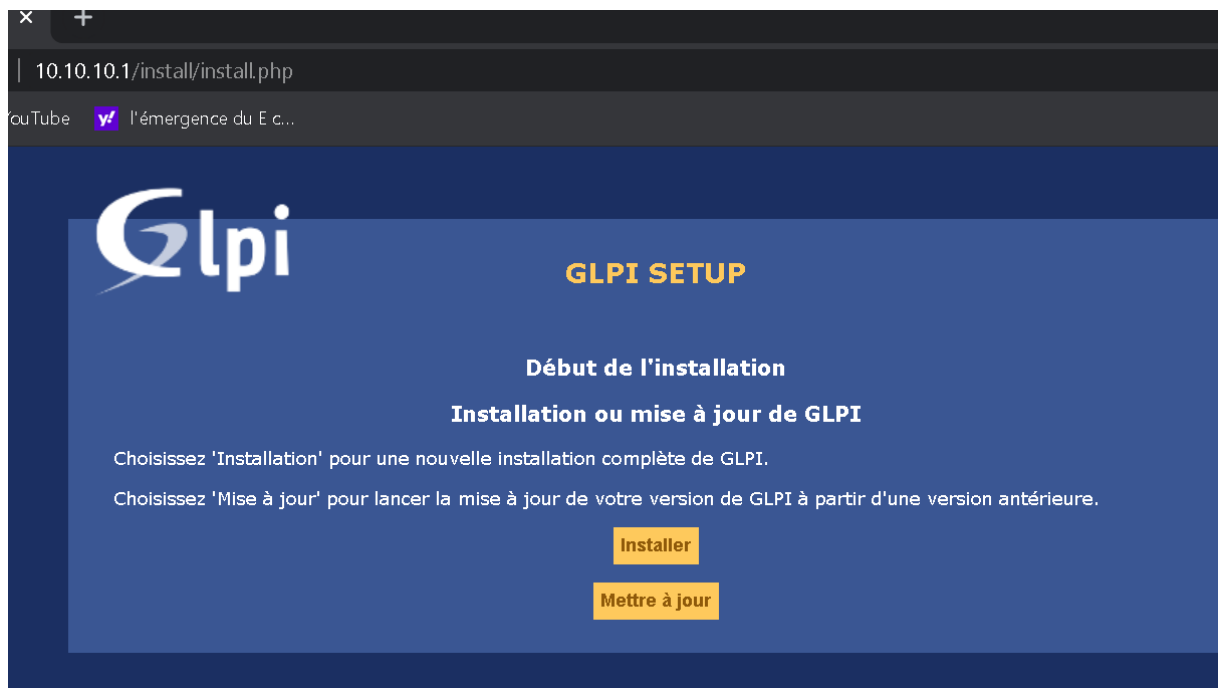 10.10.10.1/install/install.php
YouTube
l'émergence du E c...
Glpi
GLPI SETUP
Début de l'installation
Installation ou mise à jour de GLPI
Choisissez 'Installation' pour une nouvelle installation complète de GLPI.
Choisissez 'Mise à jour' pour lancer la mise à jour de votre version de GLPI à partir d'une version antérieure.
Installer
Mettre à jour